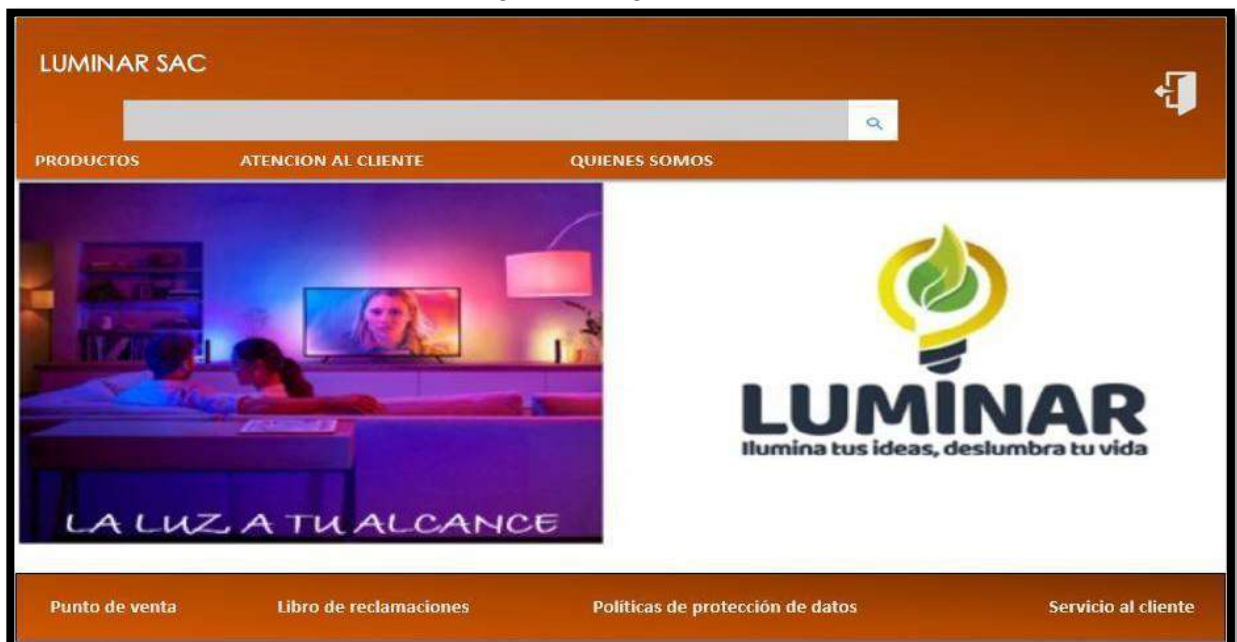 LUMINAR SAC
PRODUCTOS ATENCION AL CLIENTE QUIENES SOMOS
LA LUZ A TU ALCANCE
LUMINAR
Ilumina tus ideas, deslumbra tu vida
Punto de venta Libro de reclamaciones Políticas de protección de datos Servicio al cliente